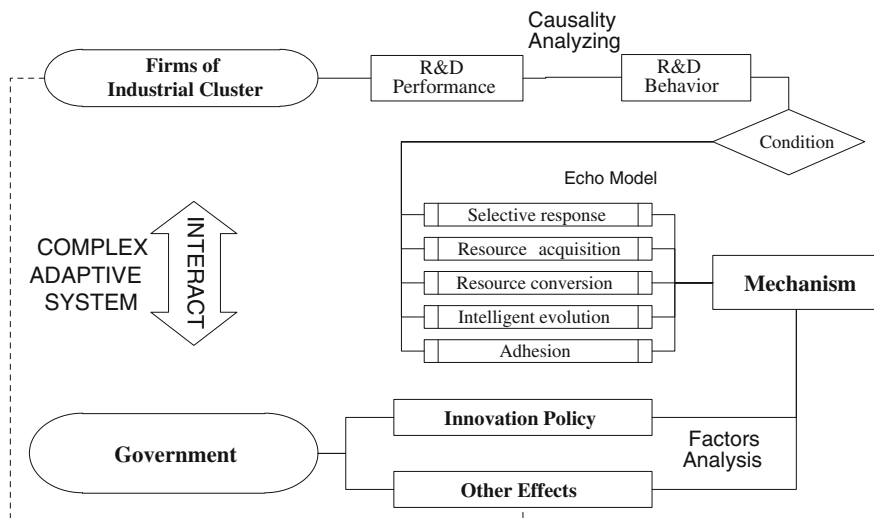 Causality
Analyzing
Firms of
Industrial Cluster
R&D
Performance
R&D
Behavior
Condition
Echo Model
Selective response
Resource acquisition
Resource conversion
Intelligent evolution
Adhesion
Mechanism
COMPLEX
ADAPTIVE
SYSTEM
INTERACT
Government
Innovation Policy
Other Effects
Factors
Analysis